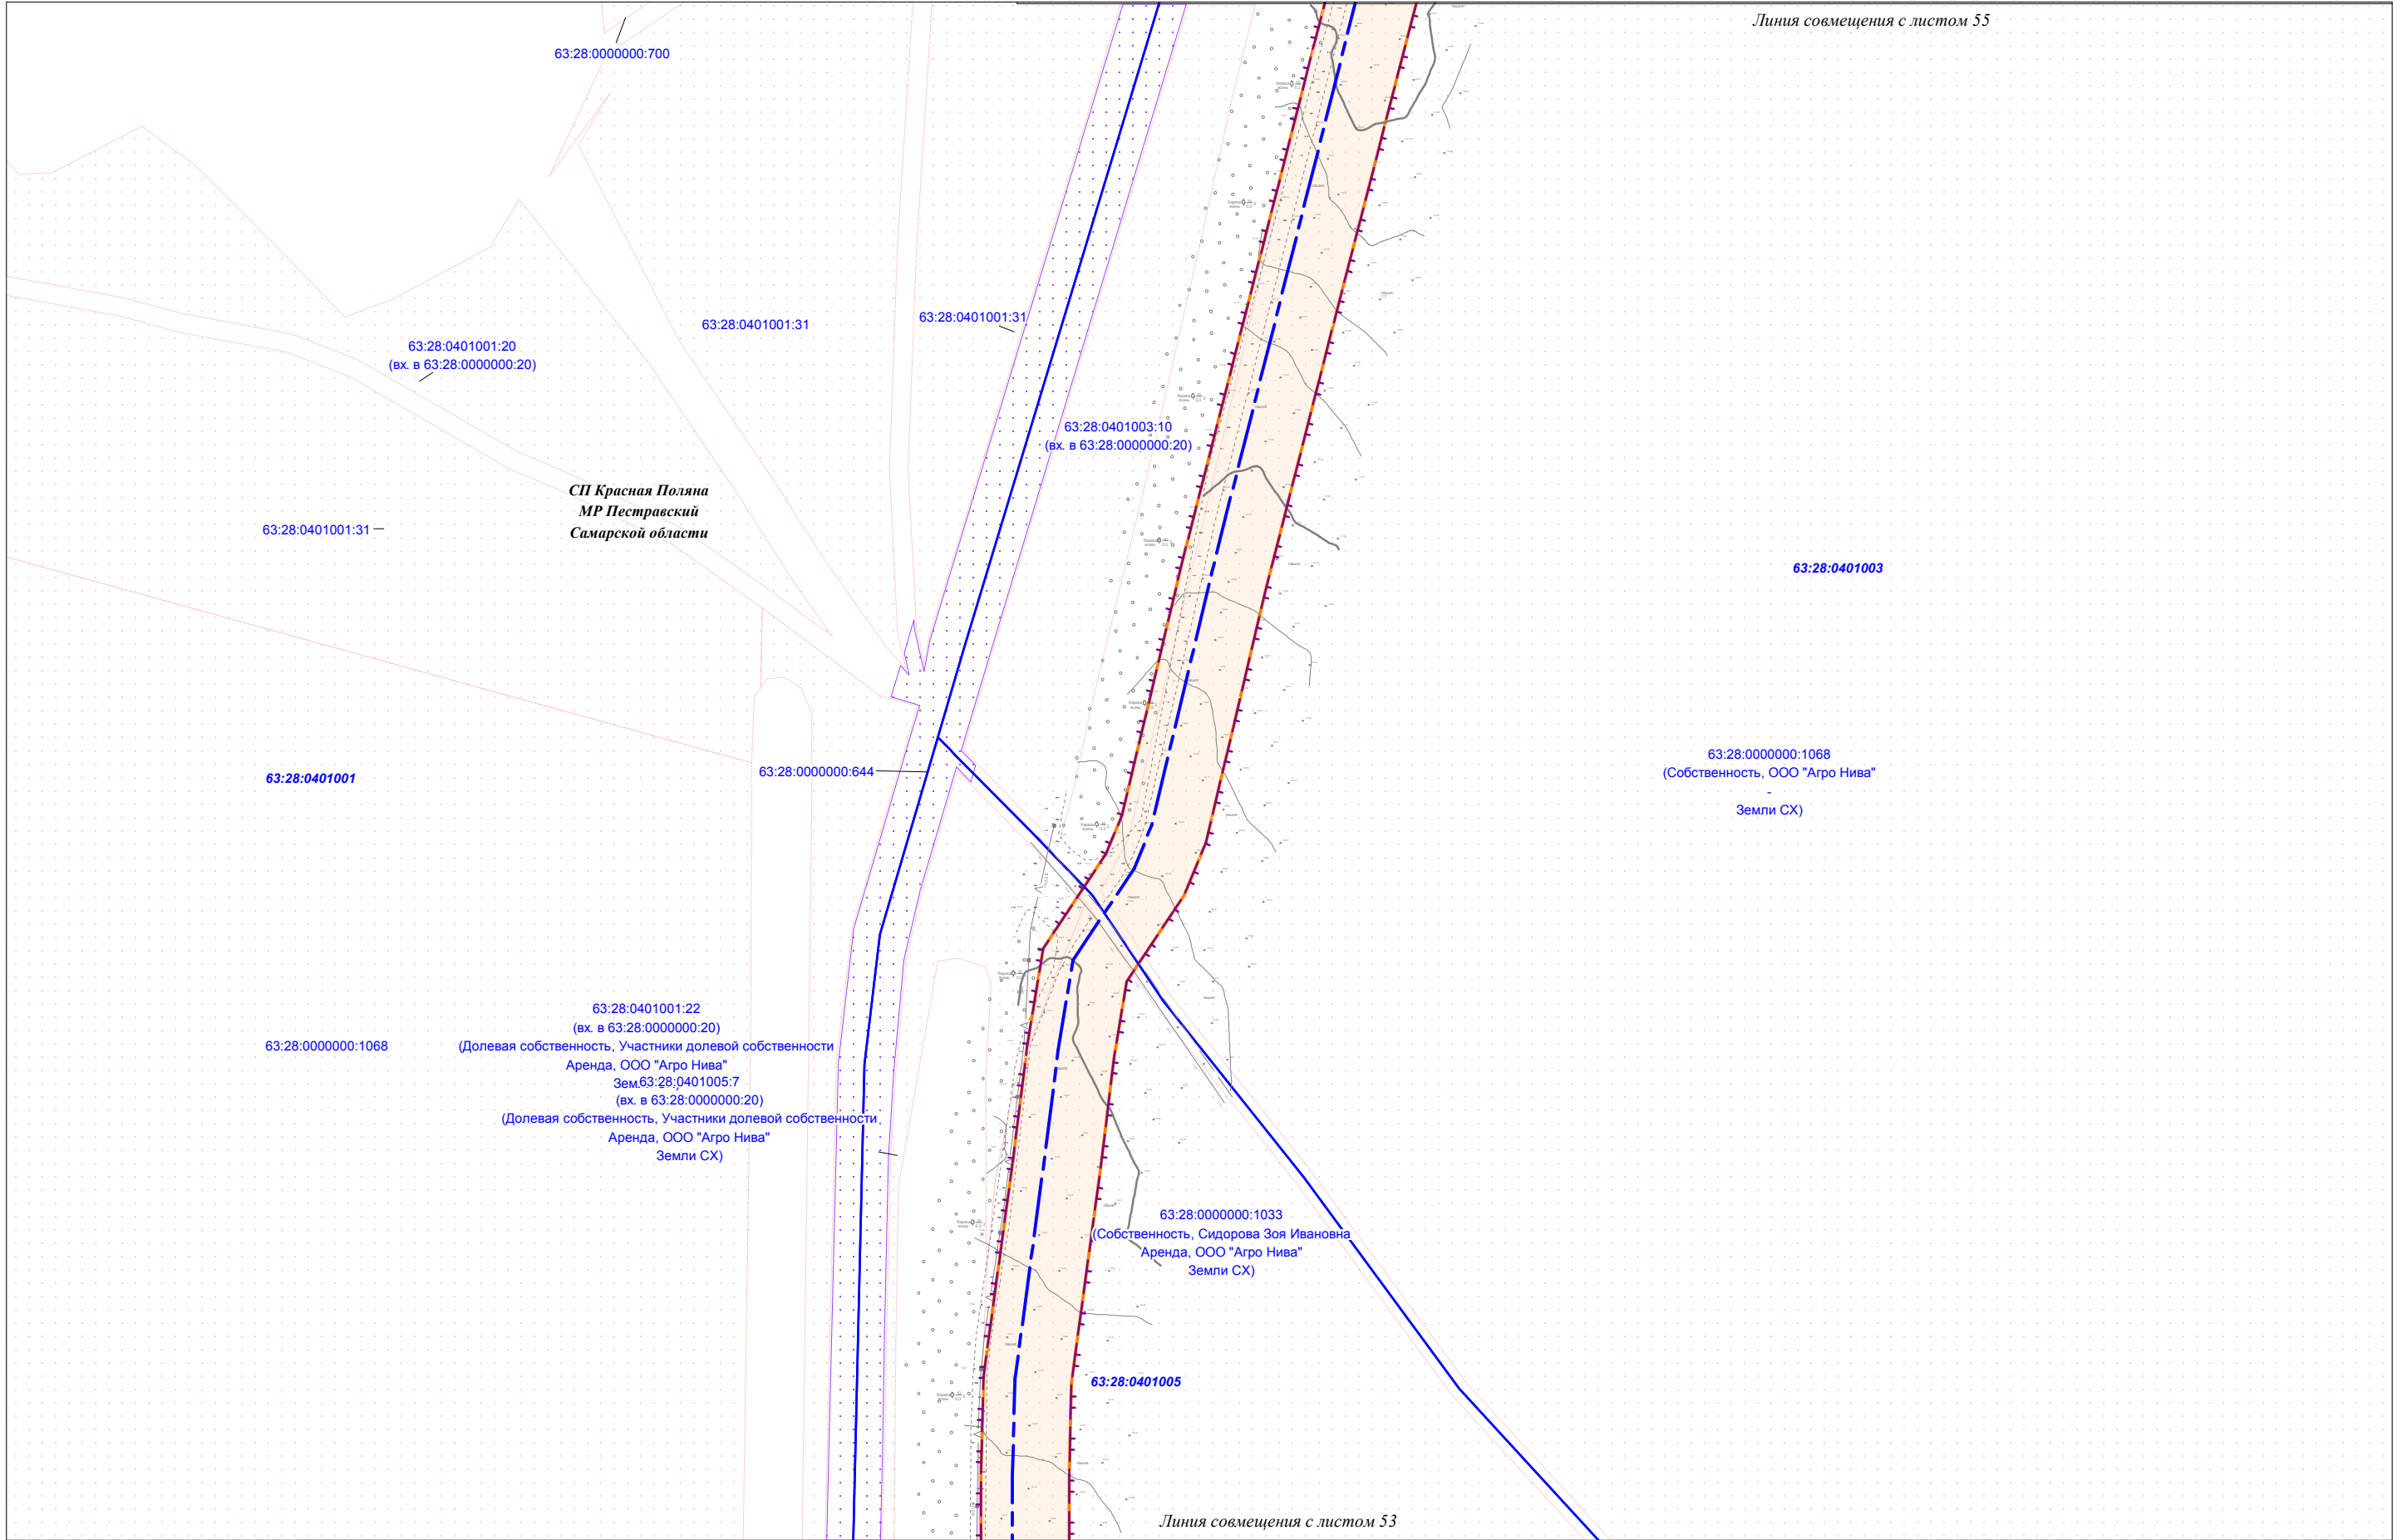 Линия совмещения с листом 55
63:28:0000000:700
63:28:0401001:31
63:28:0401001:31
63:28:0401001:20
(вх. в 63:28:0000000:20)
63:28:0401003:10
(вх. в 63:28:0000000:20)
СП Красная Поляна
МР Пестравский
Самарской области
63:28:0401001:31
63:28:0401003
63:28:0401001
63:28:0000000:644
63:28:0000000:1068
(Собственность, ООО "Агро Нива"
-
Земли СХ)
63:28:0000000:1068
63:28:0401001:22
(вх. в 63:28:0000000:20)
(Долевая собственность, Участники долевой собственности
Аренда, ООО "Агро Нива"
63:28:0401005:7
(вх. в 63:28:0000000:20)
(Долевая собственность, Участники долевой собственности
Аренда, ООО "Агро Нива"
Земли СХ)
63:28:0000000:1033
(Собственность, Сидорова Зоя Ивановна
Аренда, ООО "Агро Нива"
Земли СХ)
63:28:0401005
Линия совмещения с листом 53